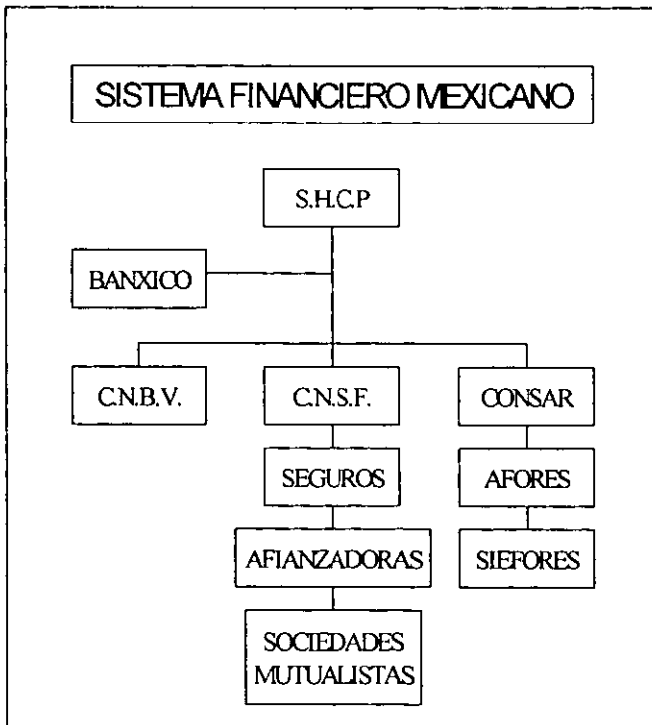 SISTEMA FINANCIERO MEXICANO
S.H.C.P
BANXICO
C.N.B.V.
C.N.S.F.
CONSAR
SEGUROS
AFORES
AFIANZADORAS
SIEFORES
SOCIEDADES
MUTUALISTAS